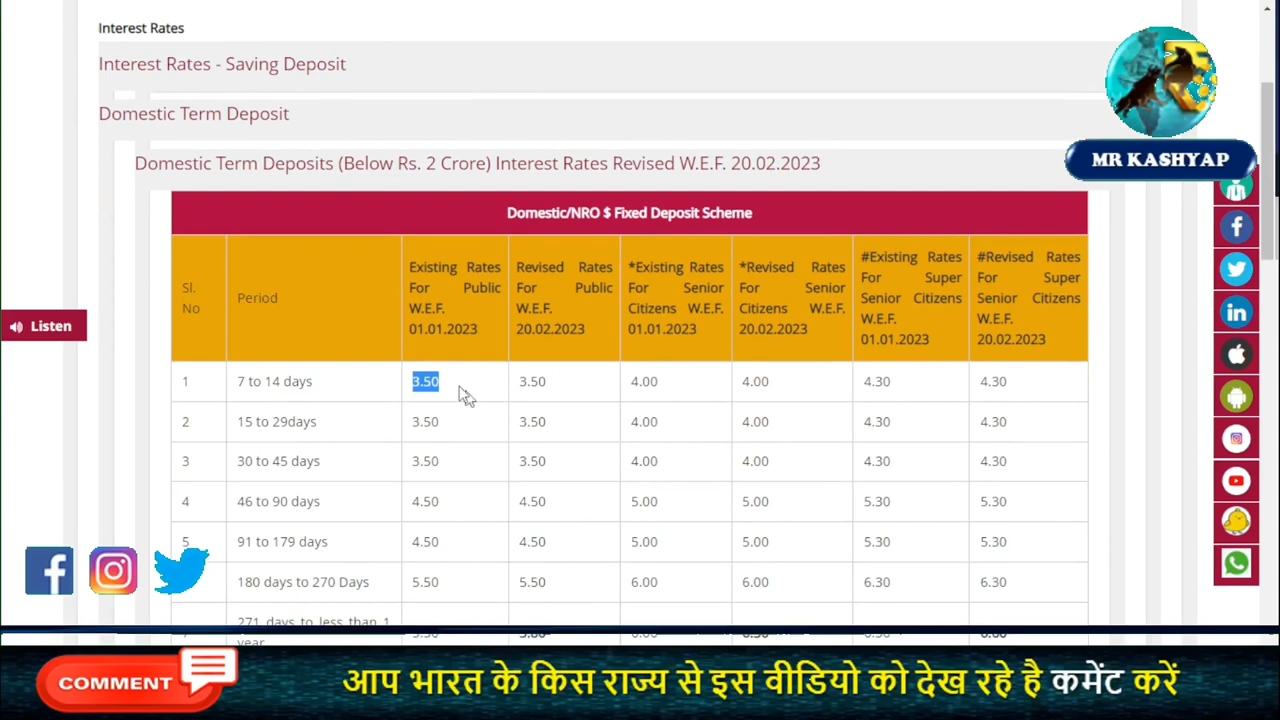 Interest Rates
Interest Rates - Saving Deposit
Domestic Term Deposit
Domestic Term Deposits (Below Rs. 2 Crore) Interest Rates Revised W.E.F. 20.02.2023
MR KASHYAP
Domestic/NRO $ Fixed Deposit Scheme
Sl. No
Period
Existing Rates For Public W.E.F. 01.01.2023
Revised Rates For Public W.E.F. 20.02.2023
*Existing Rates For Senior Citizens W.E.F. 01.01.2023
*Revised Rates For Senior Citizens W.E.F. 20.02.2023
#Existing Rates For Super Senior Citizens W.E.F. 01.01.2023
#Revised Rates For Super Senior Citizens W.E.F. 20.02.2023
Listen
1 7 to 14 days 3.50 3.50 4.00 4.00 4.30 4.30
2 15 to 29days 3.50 3.50 4.00 4.00 4.30 4.30
3 30 to 45 days 3.50 3.50 4.00 4.00 4.30 4.30
4 46 to 90 days 4.50 4.50 5.00 5.00 5.30 5.30
5 91 to 179 days 4.50 4.50 5.00 5.00 5.30 5.30
180 days to 270 Days 5.50 5.50 6.00 6.00 6.30 6.30
271 days to less than 1
year
COMMENT
आप भारत के किस राज्य से इस वीडियो को देख रहे है कमेंट करें